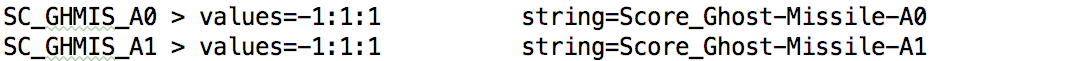 SC_GHMIS_A0 > values=-1:1:1 string=Score_Ghost-Missile-A0
SC_GHMIS_A1 > values=-1:1:1 string=Score_Ghost-Missile-A1